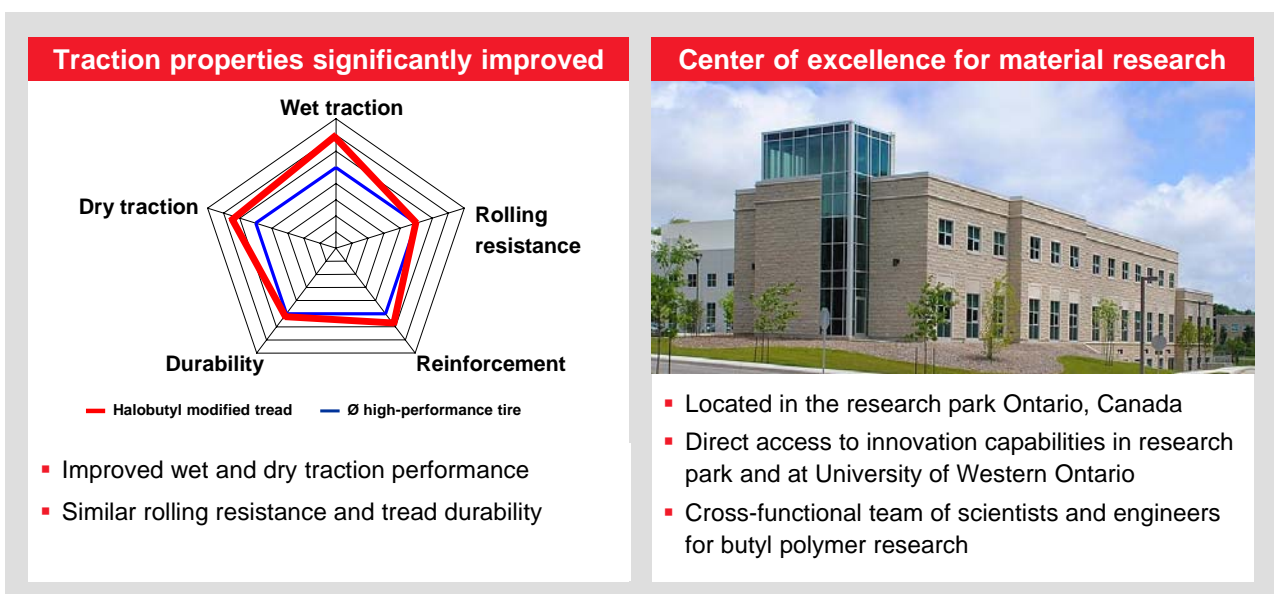 Traction properties significantly improved
Wet traction
Dry traction
Rolling
resistance
Durability
Reinforcement
Halobutyl modified tread
Ø high-performance tire
▪ Improved wet and dry traction performance
▪ Similar rolling resistance and tread durability
Center of excellence for material research
▪ Located in the research park Ontario, Canada
▪ Direct access to innovation capabilities in research
park and at University of Western Ontario
▪ Cross-functional team of scientists and engineers
for butyl polymer research